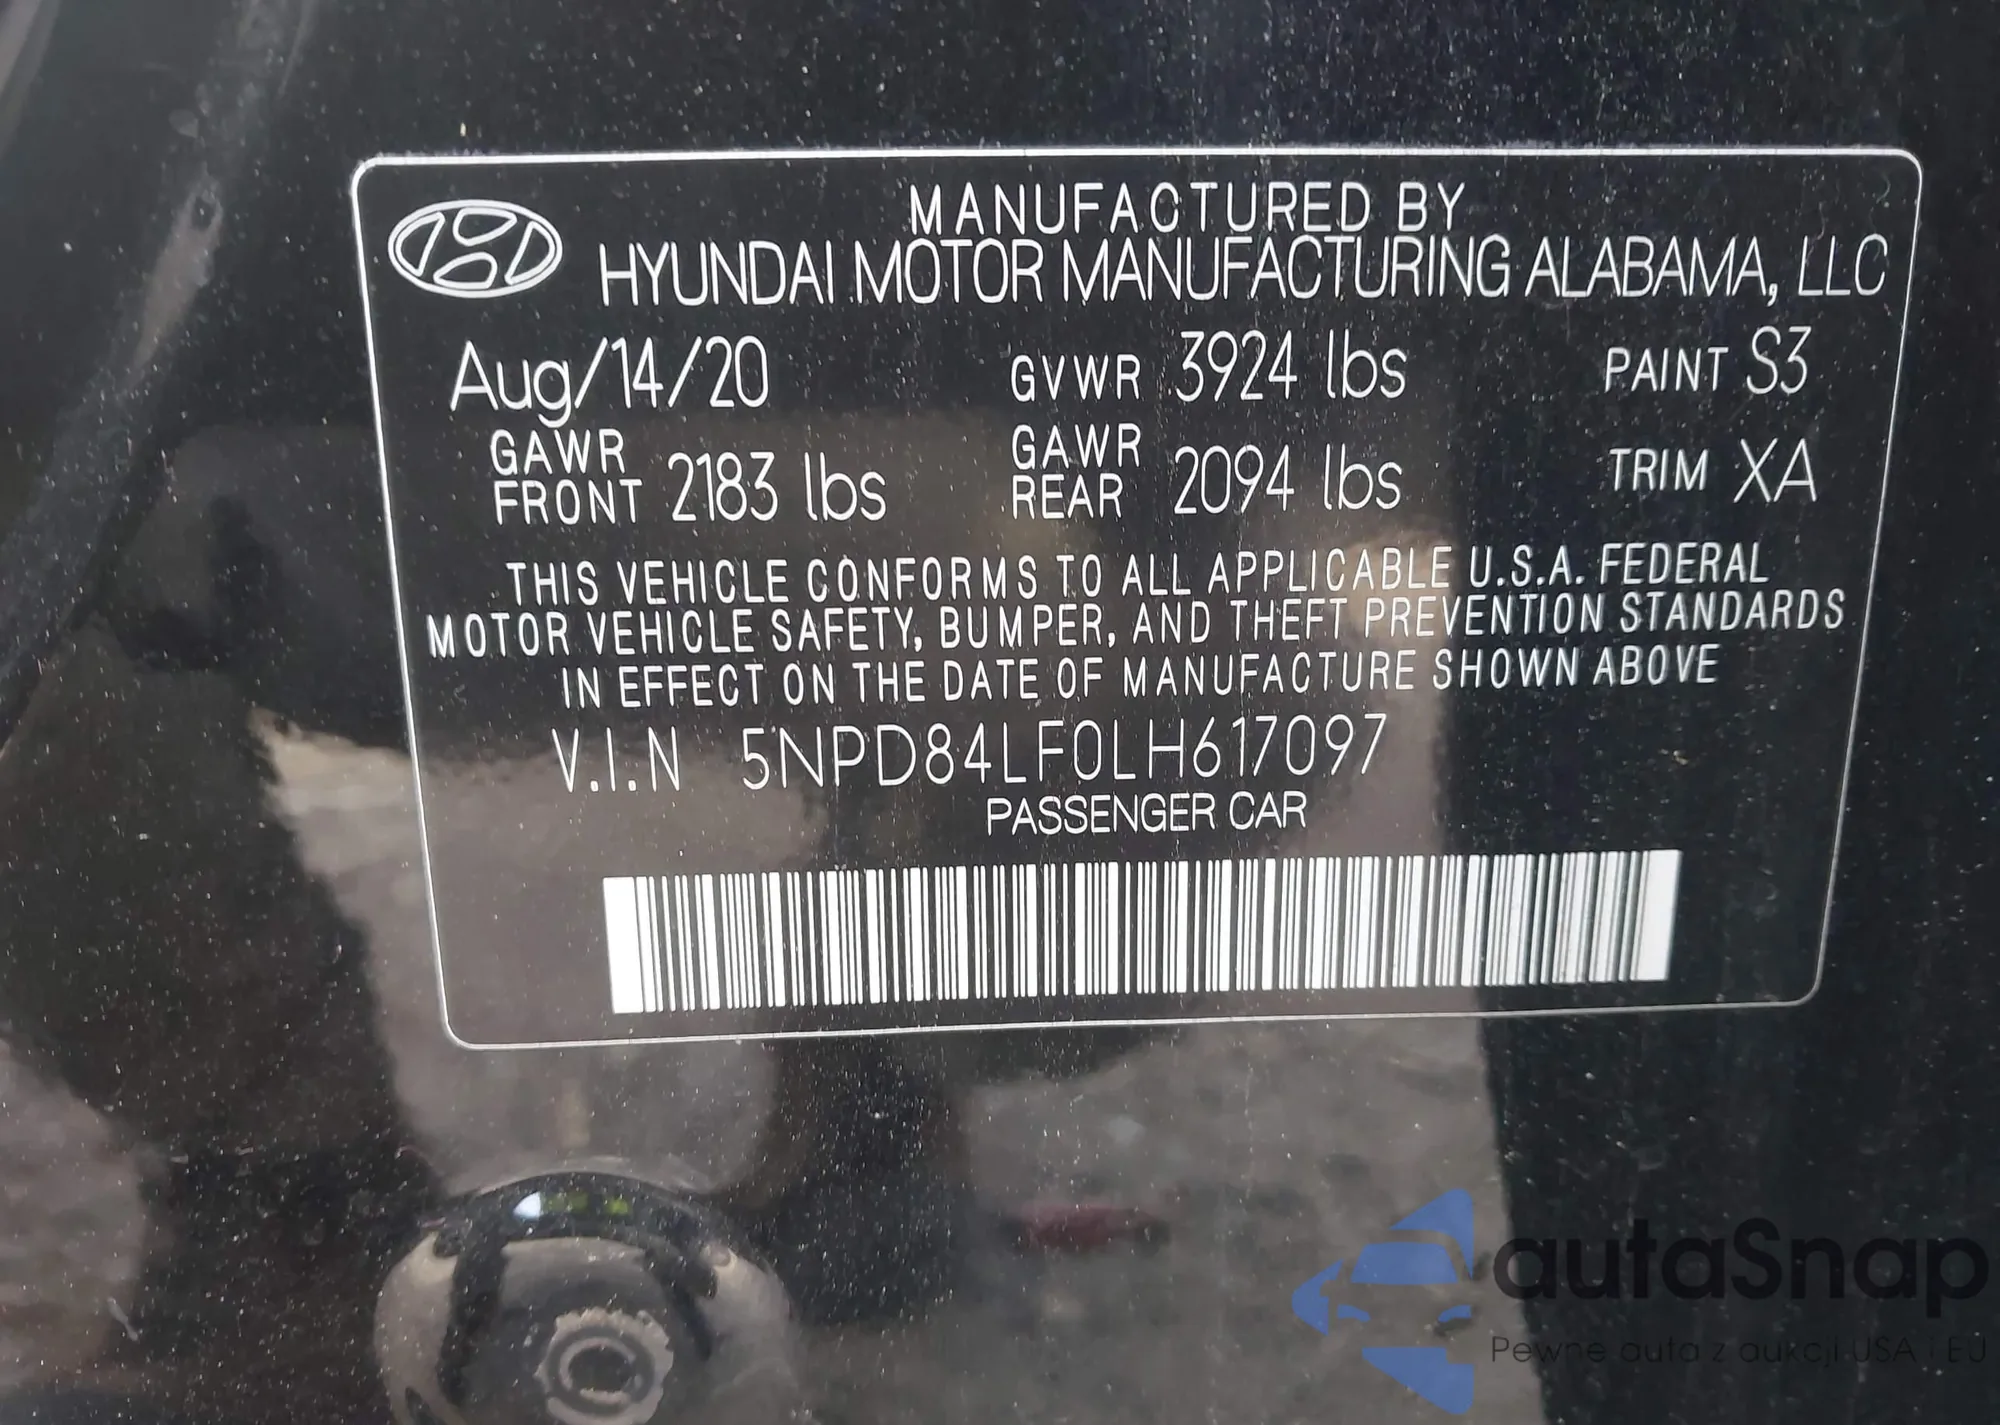 MANUFACTURED BY
HYUNDAI MOTOR MANUFACTURING ALABAMA, LLC
Aug/14/20 GVWR 3924 lbs PAINT S3
GAWR FRONT 2183 lbs GAWR REAR 2094 lbs TRIM XA
THIS VEHICLE CONFORMS TO ALL APPLICABLE U.S.A. FEDERAL
MOTOR VEHICLE SAFETY, BUMPER, AND THEFT PREVENTION STANDARDS
IN EFFECT ON THE DATE OF MANUFACTURE SHOWN ABOVE
V.I.N 5NPD84LF0LH617097
PASSENGER CAR
autaSnap
Pewne auta z aukcji USA i EU